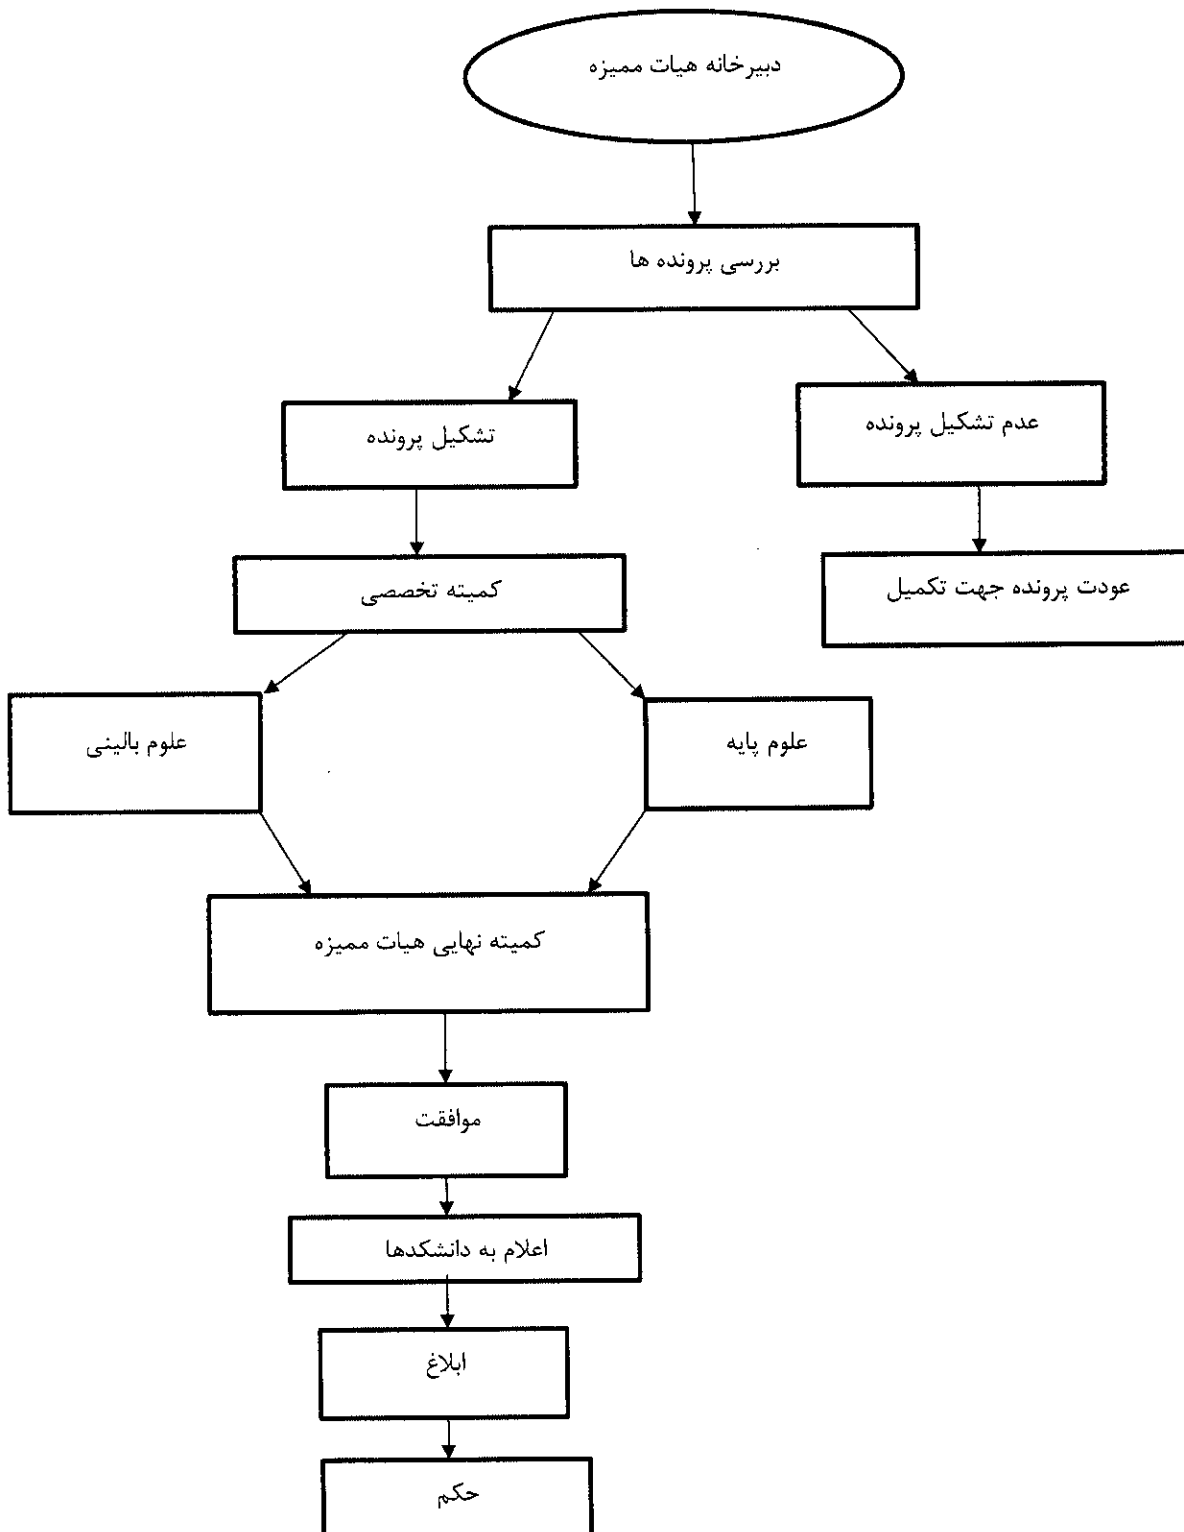 دبیرخانه هیات ممیزه
بررسی پرونده ها
عدم تشکیل پرونده
تشکیل پرونده
کمیته تخصصی
عودت پرونده جهت تکمیل
علوم پایه
علوم بالینی
کمیته نهایی هیات ممیزه
موافقت
اعلام به دانشکدها
ابلاغ
حکم